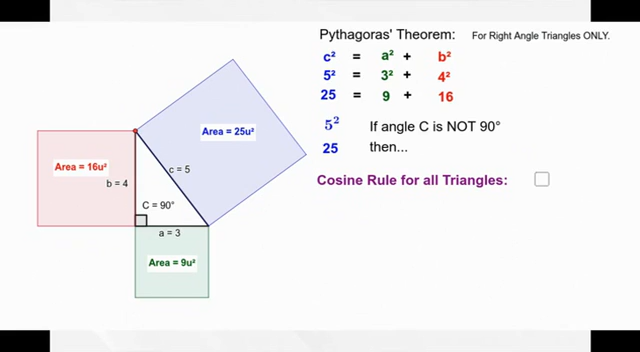 Pythagoras' Theorem: For Right Angle Triangles ONLY.
c² = a² + b²
5² = 3² + 4²
25 = 9 + 16
5² If angle C is NOT 90°
25 then...
Cosine Rule for all Triangles:
Area = 25u²
Area = 16u²
b = 4
c = 5
C = 90°
a = 3
Area = 9u²